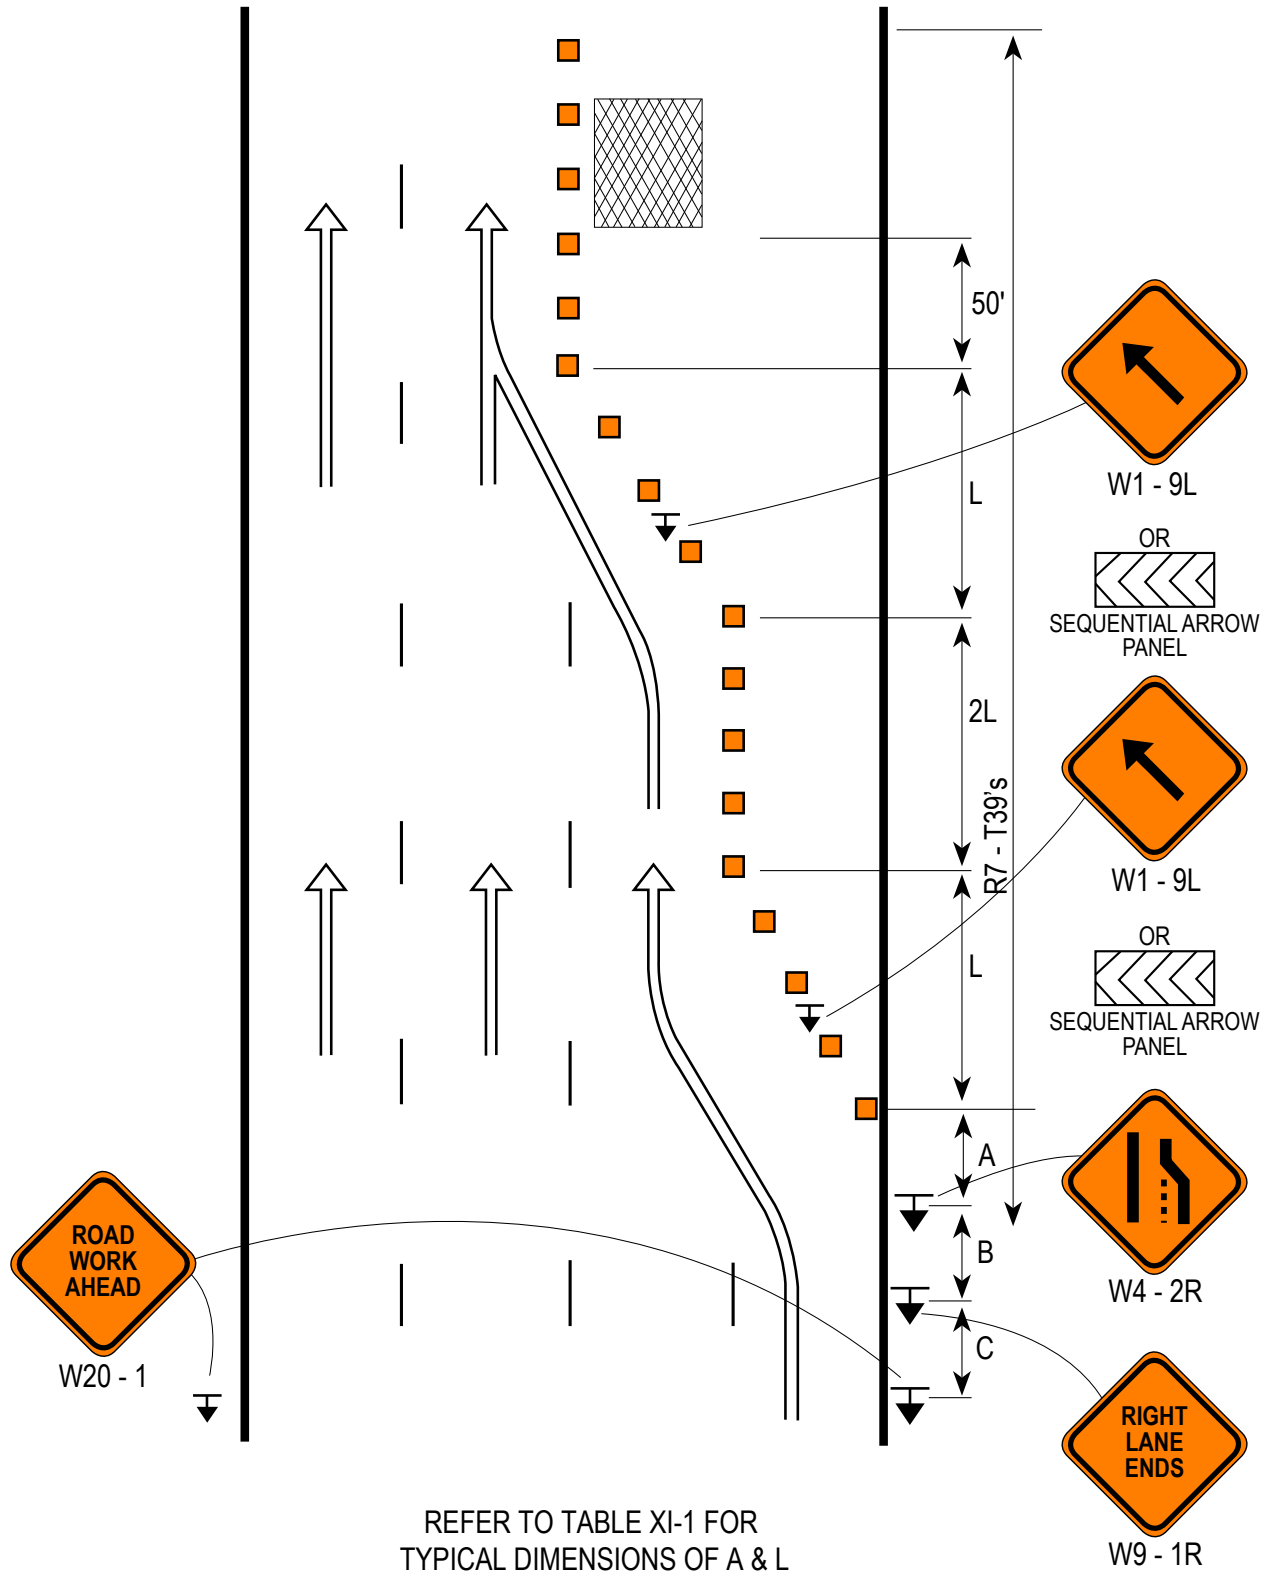 50'
W1 - 9L
L
OR
SEQUENTIAL ARROW
PANEL
2L
R7 - T39's
W1 - 9L
OR
L
SEQUENTIAL ARROW
PANEL
A
ROAD
WORK
AHEAD
B
W4 - 2R
C
W20 - 1
RIGHT
LANE
ENDS
REFER TO TABLE XI-1 FOR
TYPICAL DIMENSIONS OF A & L
W9 - 1R